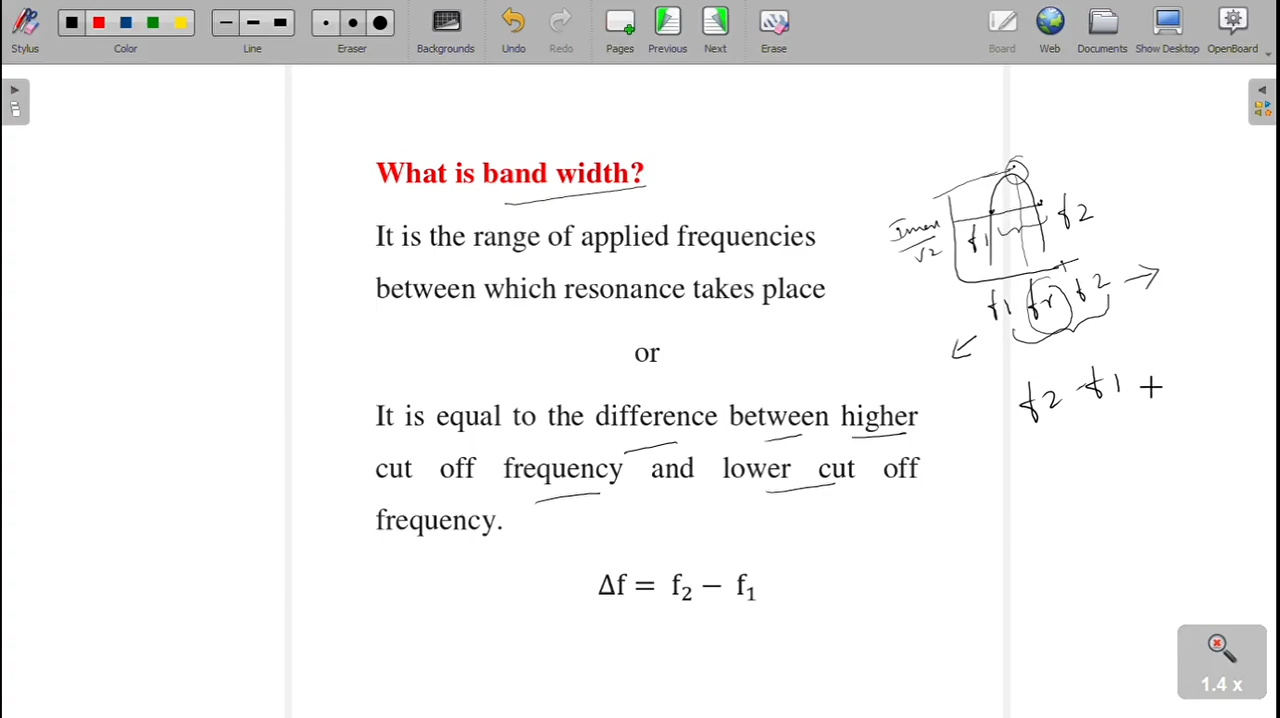 Stylus
Color
Line
Eraser
Backgrounds
Undo
Redo
Pages
Previous
Next
Erase
Board
Web
Documents
Show Desktop
OpenBoard
What is band width?
It is the range of applied frequencies
between which resonance takes place
or
It is equal to the difference between higher
cut off frequency and lower cut off
frequency.
Δf = f₂ − f₁
√2
f1
f2
f1 fr f2
f2 - f1
1.4 x